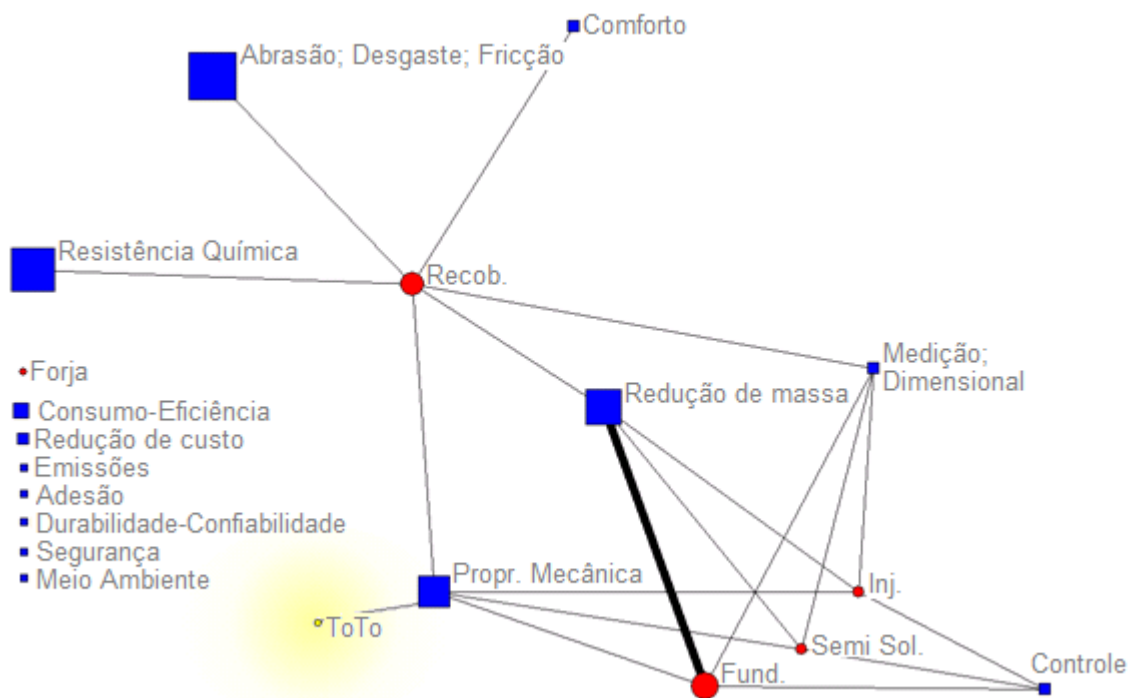 Comforto
Abrasão; Desgaste; Fricção
Resistência Química
Recob.
Medição;
Dimensional
Forja
Redução de massa
Consumo-Eficiência
Redução de custo
Emissões
Adesão
Durabilidade-Confiabilidade
Segurança
Meio Ambiente
Propr. Mecânica
Inj.
ToTo
Semi Sol.
Fund.
Controle